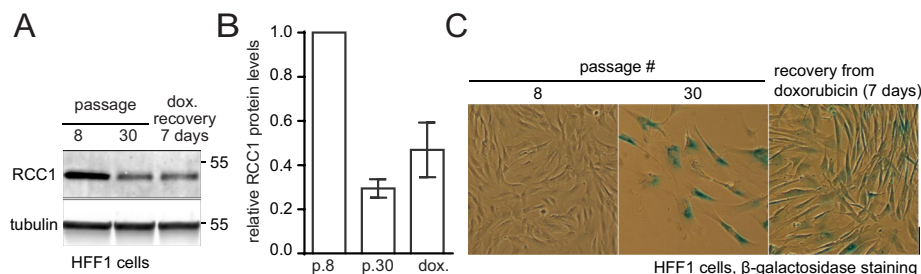 A
passage
dox.
recovery
8
30
7 days
RCC1
55
tubulin
55
HFF1 cells
B
relative RCC1 protein levels
1.0
0.8
0.6
0.4
0.2
0.0
p.8
p.30
dox.
C
passage #
recovery from
8
30
doxorubicin (7 days)
HFF1 cells, β-galactosidase staining